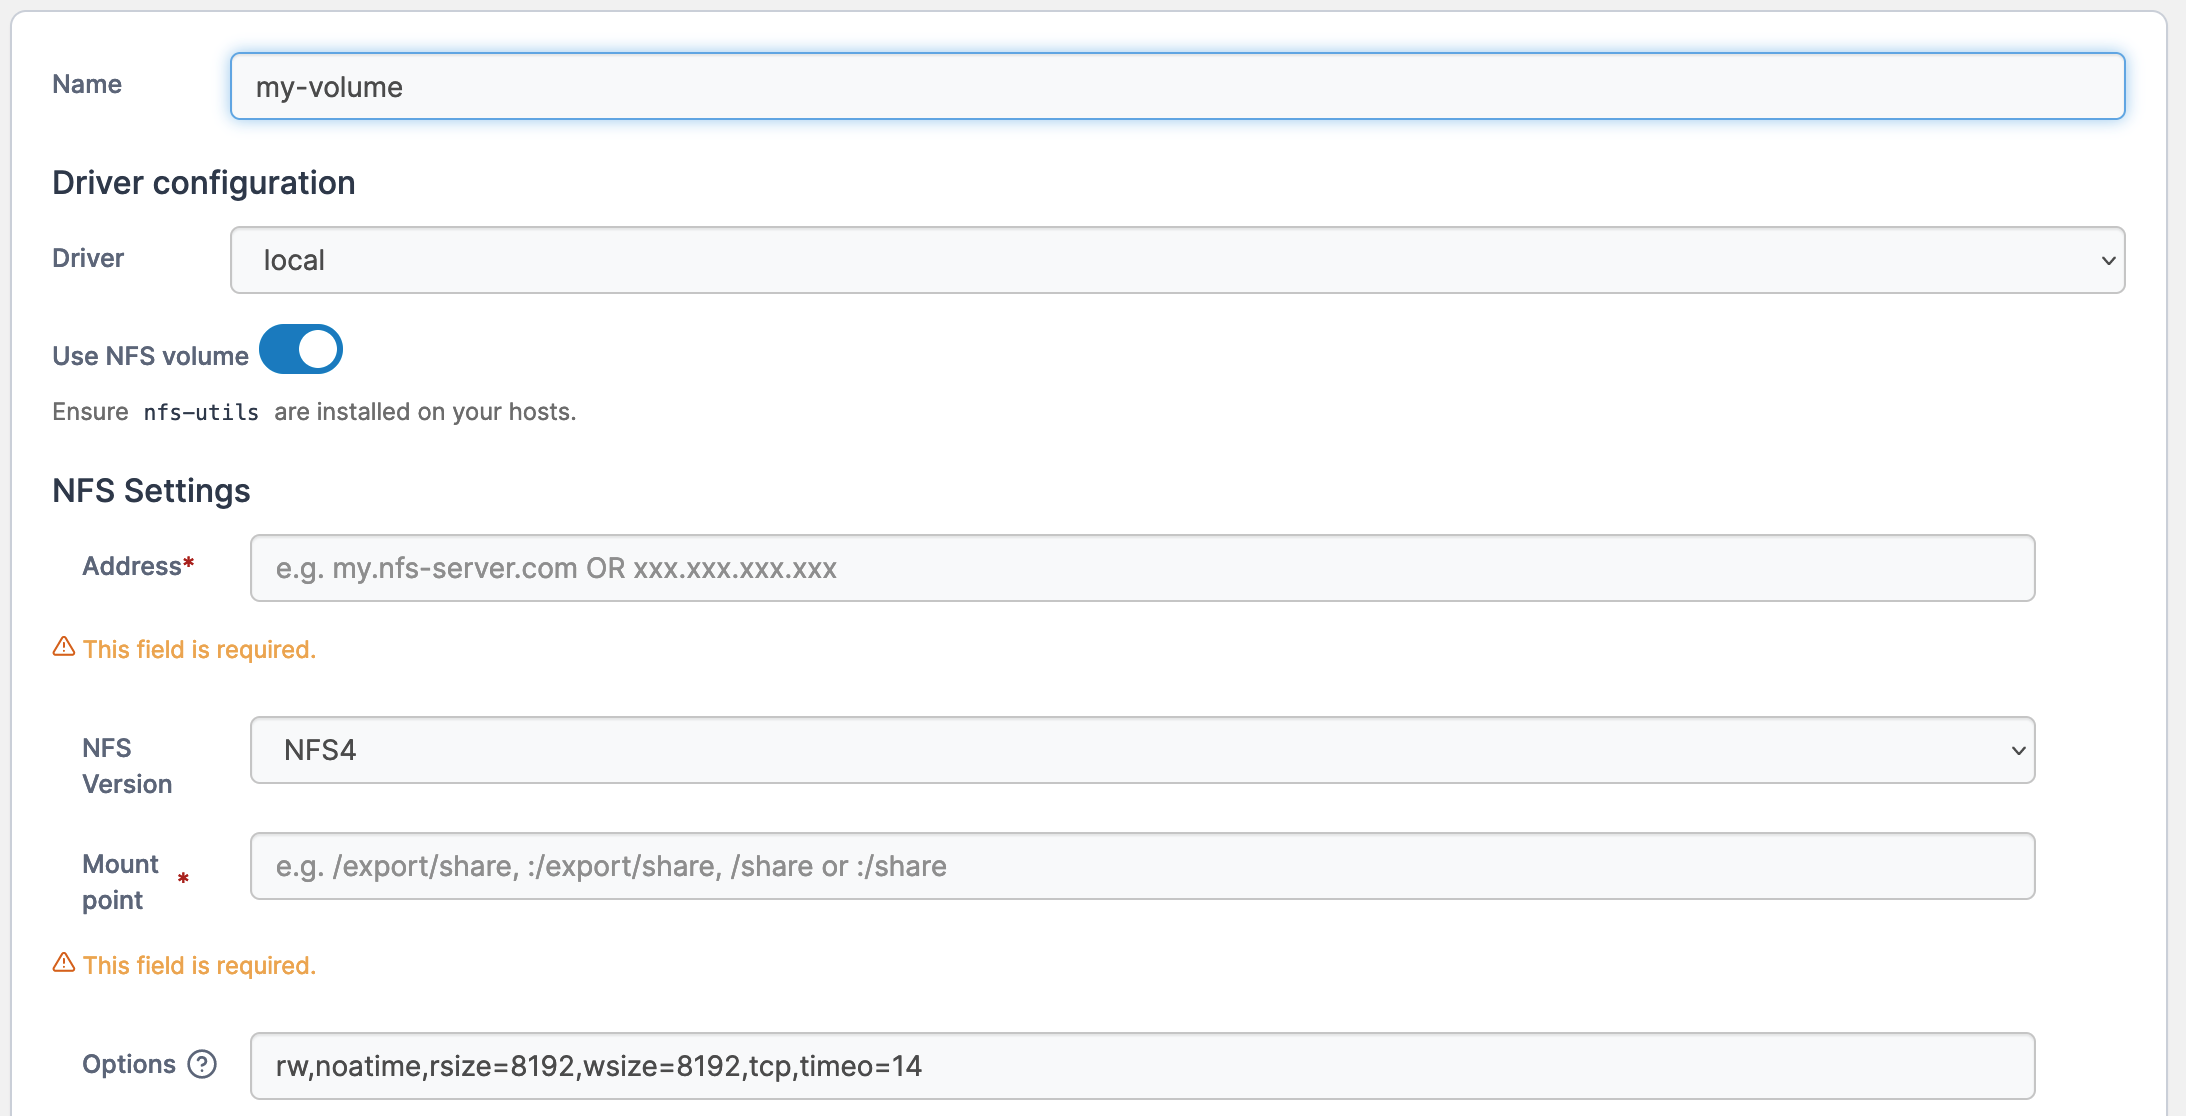 Name
my-volume
Driver configuration
Driver
local
Use NFS volume
Ensure nfs-utils are installed on your hosts.
NFS Settings
Address*
e.g. my.nfs-server.com OR xxx.xxx.xxx.xxx
This field is required.
NFS
Version
NFS4
Mount
point *
e.g. /export/share, :/export/share, /share or :/share
This field is required.
Options ?
rw,noatime,rsize=8192,wsize=8192,tcp,timeo=14